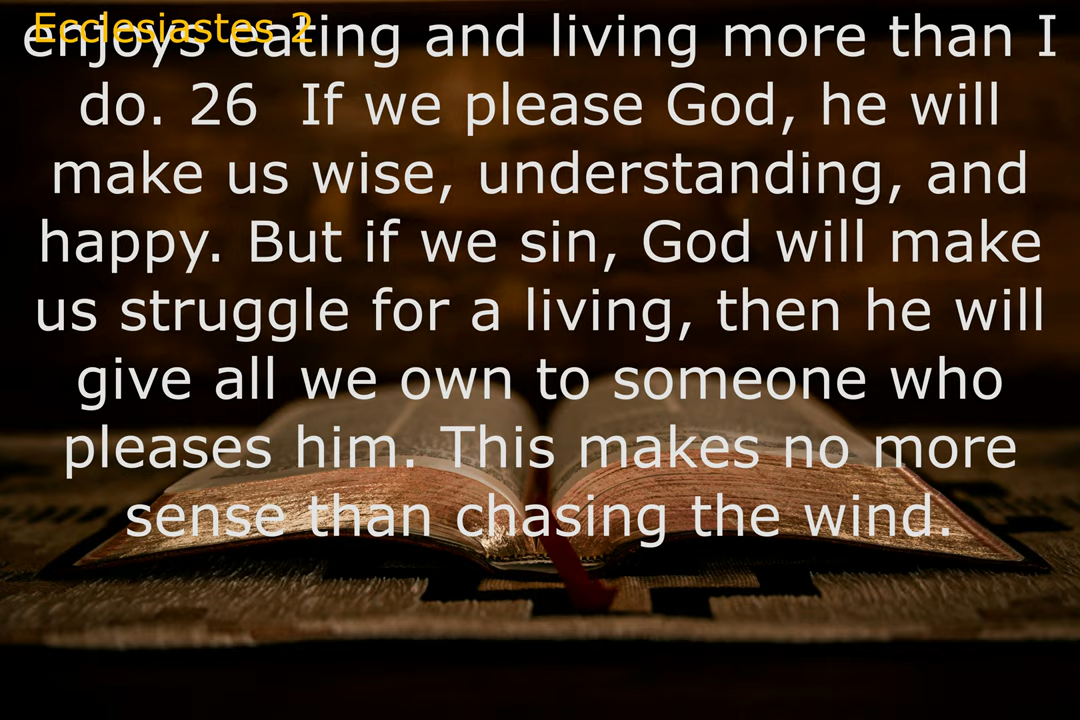 Ecclesiastes 2
enjoys eating and living more than I
do. 26 If we please God, he will
make us wise, understanding, and
happy. But if we sin, God will make
us struggle for a living, then he will
give all we own to someone who
pleases him. This makes no more
sense than chasing the wind.